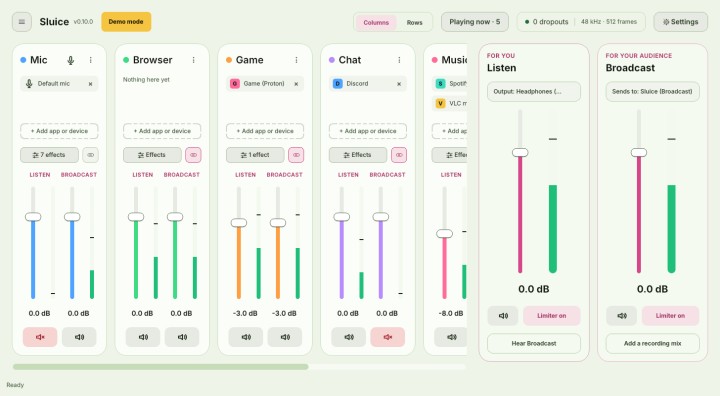 Sluice v0.10.0 Demo mode Columns Rows Playing now · 5 0 dropouts 48 kHz · 512 frames Settings
Mic
Default mic ×
+ Add app or device
7 effects
LISTEN BROADCAST
0.0 dB 0.0 dB
Browser
Nothing here yet
+ Add app or device
Effects
LISTEN BROADCAST
0.0 dB 0.0 dB
Game
G Game (Proton) ×
+ Add app or device
1 effect
LISTEN BROADCAST
-3.0 dB -3.0 dB
Chat
D Discord ×
+ Add app or device
Effects
LISTEN BROADCAST
0.0 dB 0.0 dB
Music
S Spotif
V VLC m
+ Add
Effec
LISTEN
-8.0 dB
FOR YOU
Listen
Output: Headphones (...
0.0 dB
Limiter on
Hear Broadcast
FOR YOUR AUDIENCE
Broadcast
Sends to: Sluice (Broadcast)
0.0 dB
Limiter on
Add a recording mix
Ready